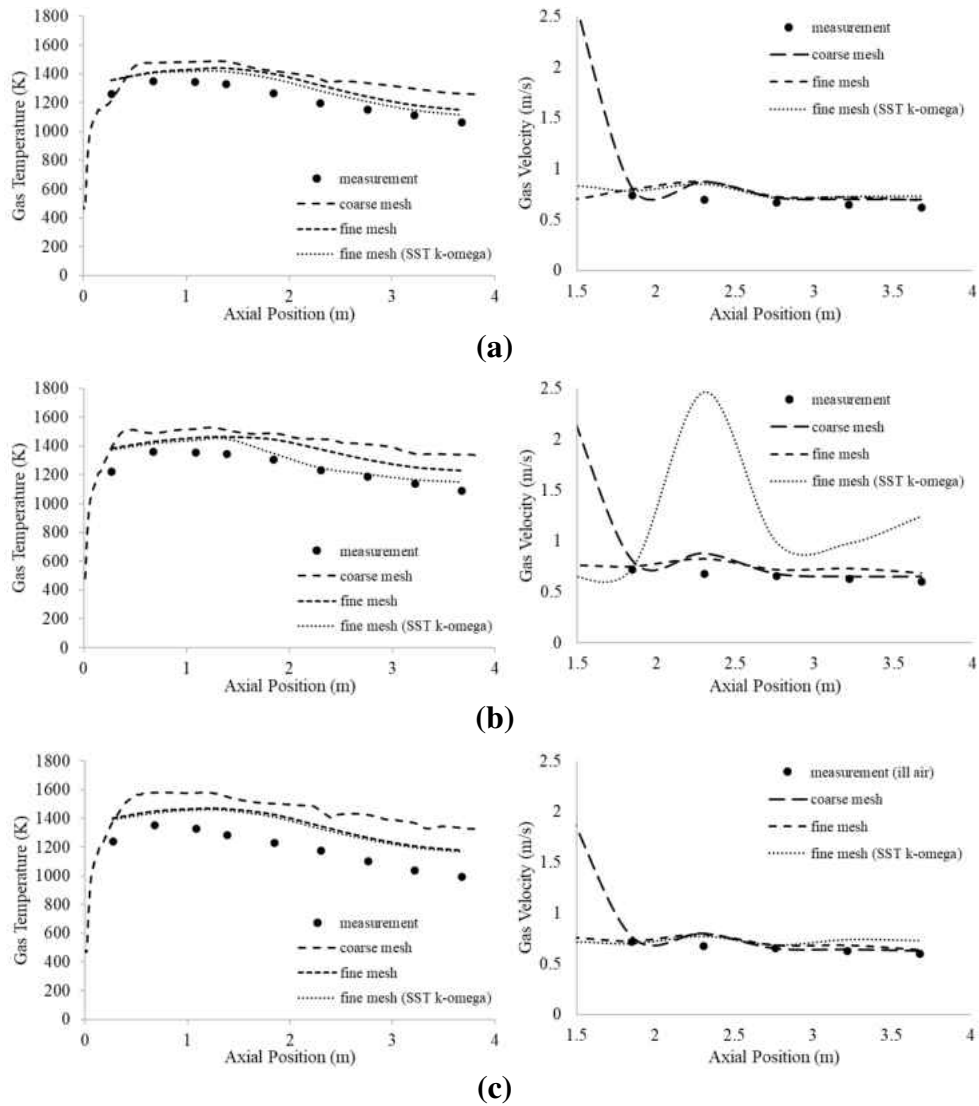 Gas Temperature (K)
1800
1600
1400
1200
1000
800
600
400
200
0
measurement
coarse mesh
fine mesh
fine mesh (SST k-omega)
0 1 2 3 4
Axial Position (m)
Gas Velocity (m/s)
2.5
2
1.5
1
0.5
0
measurement
coarse mesh
fine mesh
fine mesh (SST k-omega)
1.5 2 2.5 3 3.5 4
Axial Position (m)
(a)
Gas Temperature (K)
1800
1600
1400
1200
1000
800
600
400
200
0
measurement
coarse mesh
fine mesh
fine mesh (SST k-omega)
0 1 2 3 4
Axial Position (m)
Gas Velocity (m/s)
2.5
2
1.5
1
0.5
0
measurement
coarse mesh
fine mesh
fine mesh (SST k-omega)
1.5 2 2.5 3 3.5 4
Axial Position (m)
(b)
Gas Temperature (K)
1800
1600
1400
1200
1000
800
600
400
200
0
measurement
coarse mesh
fine mesh
fine mesh (SST k-omega)
0 1 2 3 4
Axial Position (m)
Gas Velocity (m/s)
2.5
2
1.5
1
0.5
0
measurement (ill air)
coarse mesh
fine mesh
fine mesh (SST k-omega)
1.5 2 2.5 3 3.5 4
Axial Position (m)
(c)